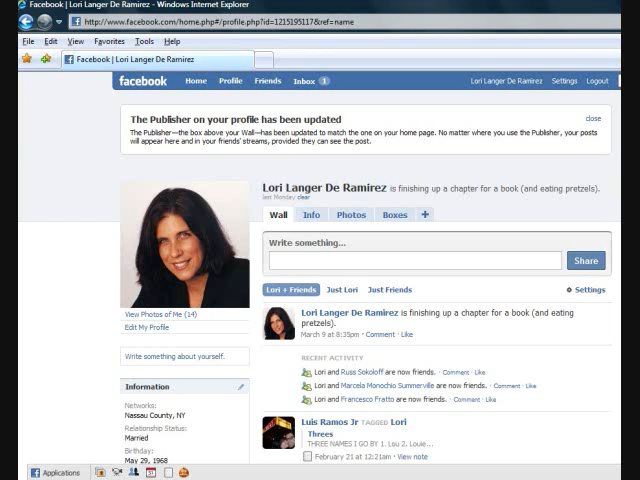 Facebook | Lori Langer De Ramirez - Windows Internet Explorer
http://www.facebook.com/home.php#/profile.php?id=1215195117&ref=name
File Edit View Favorites Tools Help
Facebook | Lori Langer De Ramirez
facebook Home Profile Friends Inbox 1 Lori Langer De Ramirez Settings Logout
The Publisher on your profile has been updated close
The Publisher—the box above your Wall—has been updated to match the one on your home page. No matter where you use the Publisher, your posts
will appear here and in your friends' streams, provided they can see the post.
Lori Langer De Ramirez is finishing up a chapter for a book (and eating pretzels).
last Monday clear
Wall Info Photos Boxes +
Write something...
Share
Lori + Friends Just Lori Just Friends Settings
Lori Langer De Ramirez is finishing up a chapter for a book (and eating
pretzels).
March 9 at 8:35pm · Comment · Like
RECENT ACTIVITY
Lori and Russ Sokoloff are now friends. · Comment · Like
Lori and Marcela Monochio Summerville are now friends. · Comment · Like
Lori and Francesco Fratto are now friends. · Comment · Like
Luis Ramos Jr TAGGED Lori
Threes
THREE NAMES I GO BY 1. Lou 2. Louie...
February 21 at 12:21am · View note
View Photos of Me (14)
Edit My Profile
Write something about yourself.
Information
Networks:
Nassau County, NY
Relationship Status:
Married
Birthday:
May 29, 1968
Applications
31